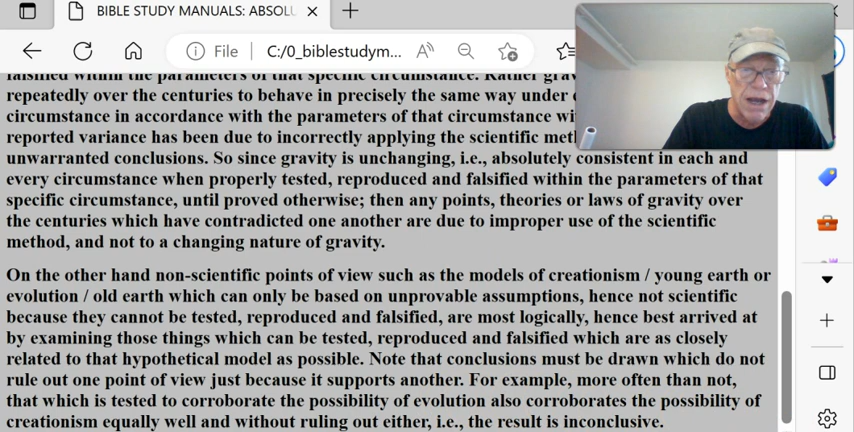 BIBLE STUDY MANUALS: ABSOLU
File
C:/0_biblestudym...
falsified within the parameters of that specific circumstance. Rather grav
repeatedly over the centuries to behave in precisely the same way under
circumstance in accordance with the parameters of that circumstance wi
reported variance has been due to incorrectly applying the scientific meth
unwarranted conclusions. So since gravity is unchanging, i.e., absolutely consistent in each and
every circumstance when properly tested, reproduced and falsified within the parameters of that
specific circumstance, until proved otherwise; then any points, theories or laws of gravity over
the centuries which have contradicted one another are due to improper use of the scientific
method, and not to a changing nature of gravity.
On the other hand non-scientific points of view such as the models of creationism / young earth or
evolution / old earth which can only be based on unprovable assumptions, hence not scientific
because they cannot be tested, reproduced and falsified, are most logically, hence best arrived at
by examining those things which can be tested, reproduced and falsified which are as closely
related to that hypothetical model as possible. Note that conclusions must be drawn which do not
rule out one point of view just because it supports another. For example, more often than not,
that which is tested to corroborate the possibility of evolution also corroborates the possibility of
creationism equally well and without ruling out either, i.e., the result is inconclusive.